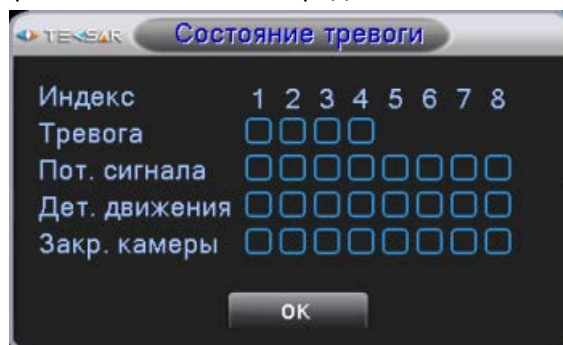 TEKSAR Состояние тревоги
Индекс 1 2 3 4 5 6 7 8
Тревога
Пот. сигнала
Дет. движения
Закр. камеры
OK